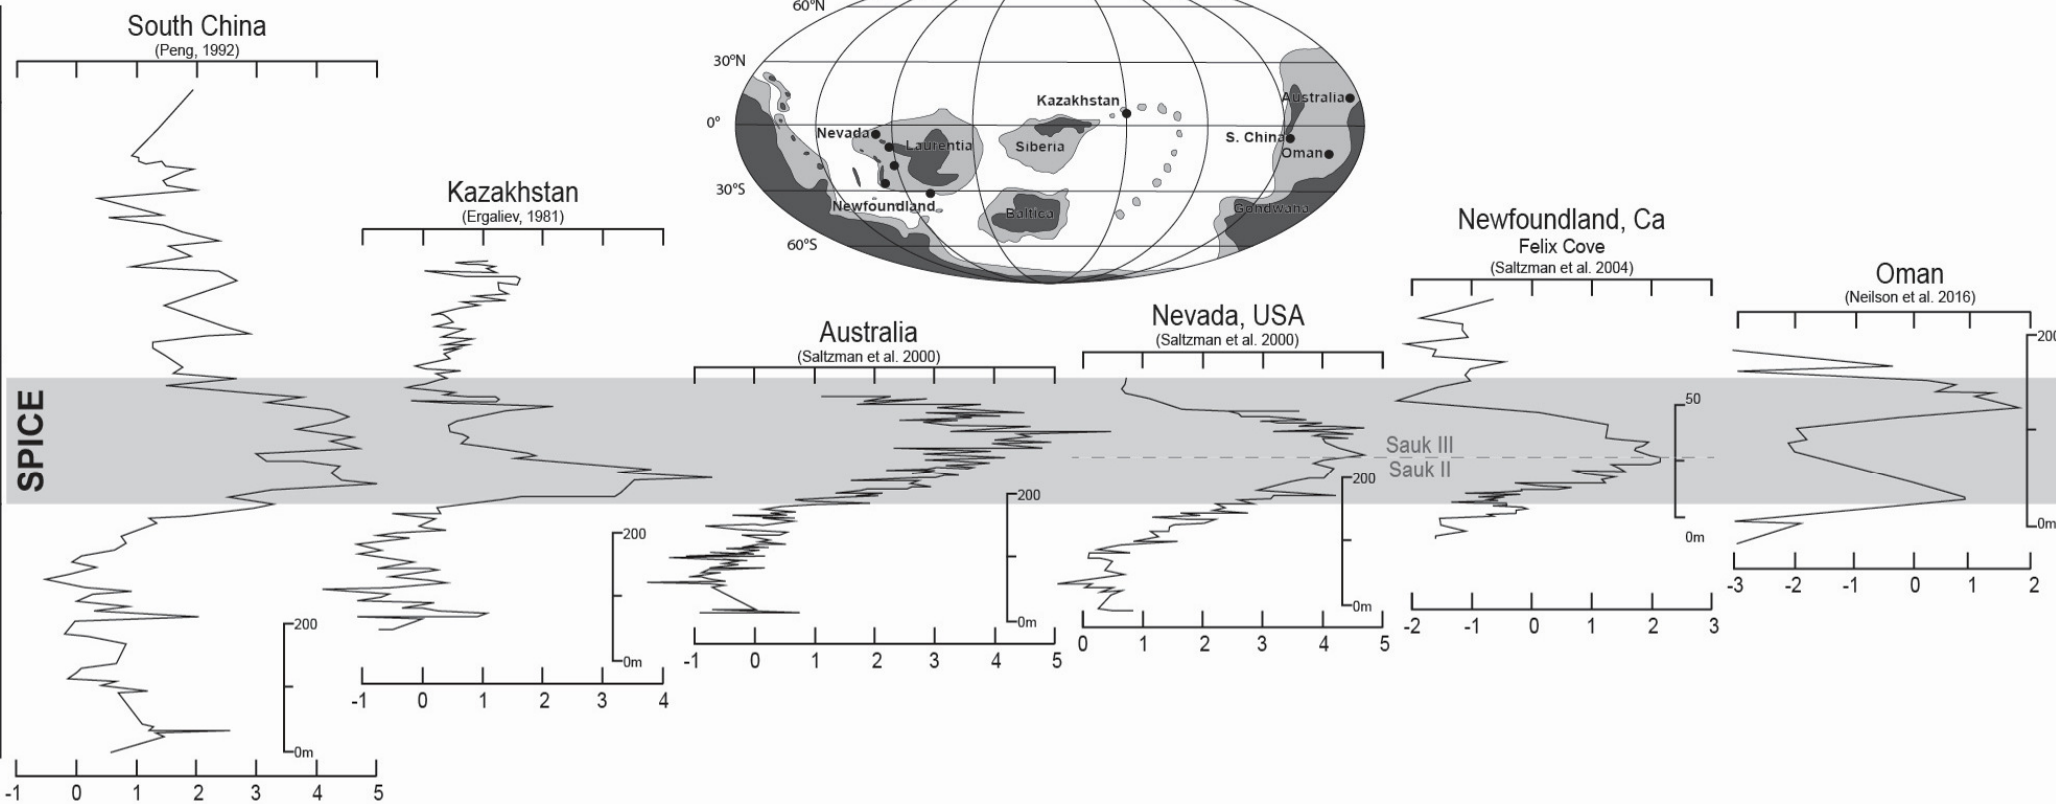 South China
(Peng, 1992)
Kazakhstan
(Ergaliev, 1981)
Australia
(Saltzman et al. 2000)
Nevada, USA
(Saltzman et al. 2000)
Newfoundland, Ca
Felix Cove
(Saltzman et al. 2004)
Oman
(Neilson et al. 2016)
60°N
30°N
0°
30°S
60°S
Kazakhstan
Australia
Nevada
S. China
Laurentia
Siberia
Oman
Newfoundland
Baltica
Gondwana
SPICE
Sauk III
Sauk II
200
0m
200
0m
200
0m
200
0m
50
0m
200
0m
-1 0 1 2 3 4 5
-1 0 1 2 3 4
-1 0 1 2 3 4 5
0 1 2 3 4 5
-2 -1 0 1 2 3
-3 -2 -1 0 1 2